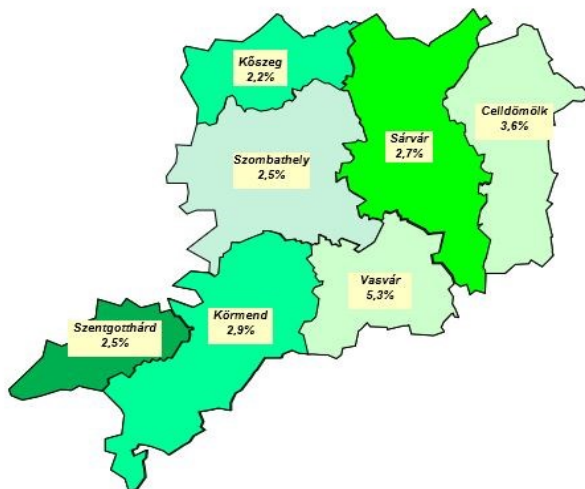 Kőszeg
2,2%
Celldömölk
3,6%
Sárvár
2,7%
Szombathely
2,5%
Vasvár
5,3%
Körmend
2,9%
Szentgotthárd
2,5%